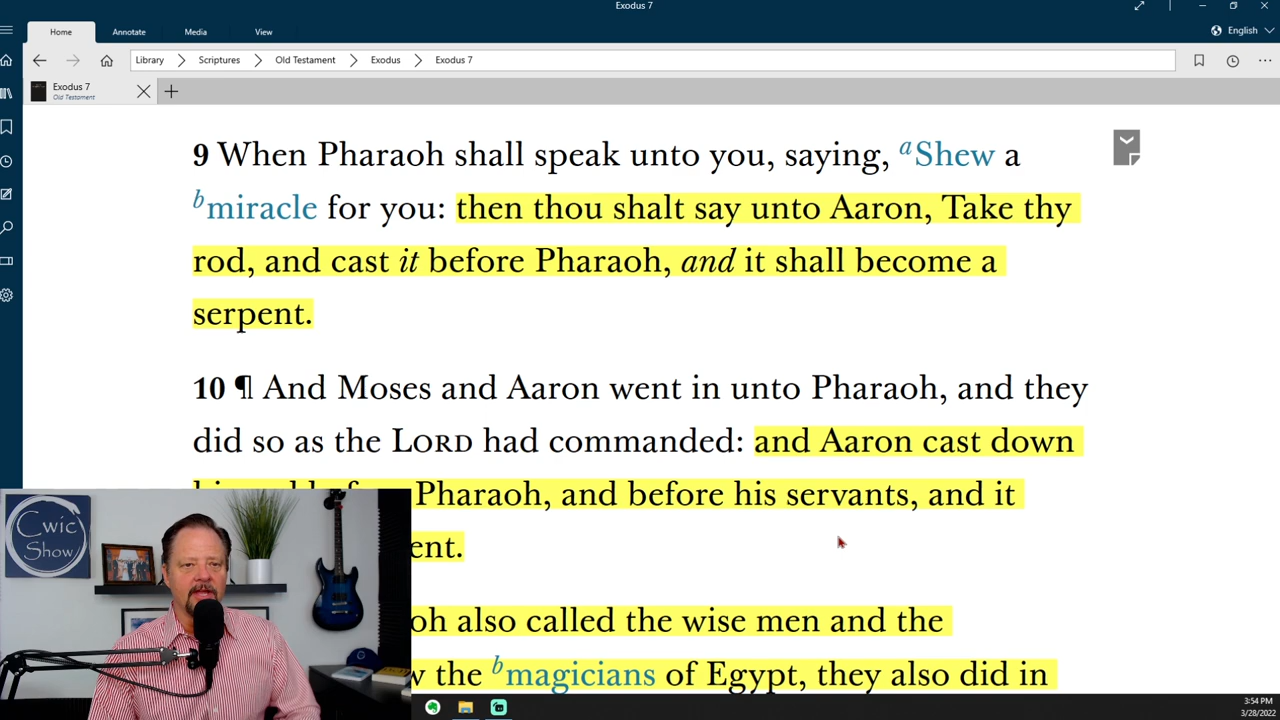 Exodus 7
Home Annotate Media View
English
Library Scriptures Old Testament Exodus Exodus 7
Exodus 7
Old Testament
9 When Pharaoh shall speak unto you, saying, aShew a
bmiracle for you: then thou shalt say unto Aaron, Take thy
rod, and cast it before Pharaoh, and it shall become a
serpent.
10 ¶ And Moses and Aaron went in unto Pharaoh, and they
did so as the LORD had commanded: and Aaron cast down
Pharaoh, and before his servants, and it
ent.
oh also called the wise men and the
w the bmagicians of Egypt, they also did in
Cwic
Show
3:54 PM
3/28/2022